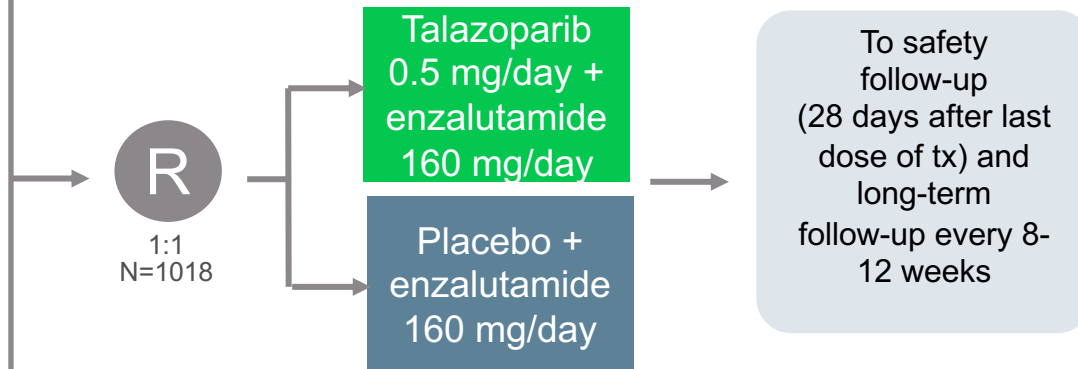 R
1:1
N=1018
Talazoparib
0.5 mg/day +
enzalutamide
160 mg/day
Placebo +
enzalutamide
160 mg/day
To safety
follow-up
(28 days after last
dose of tx) and
long-term
follow-up every 8-
12 weeks